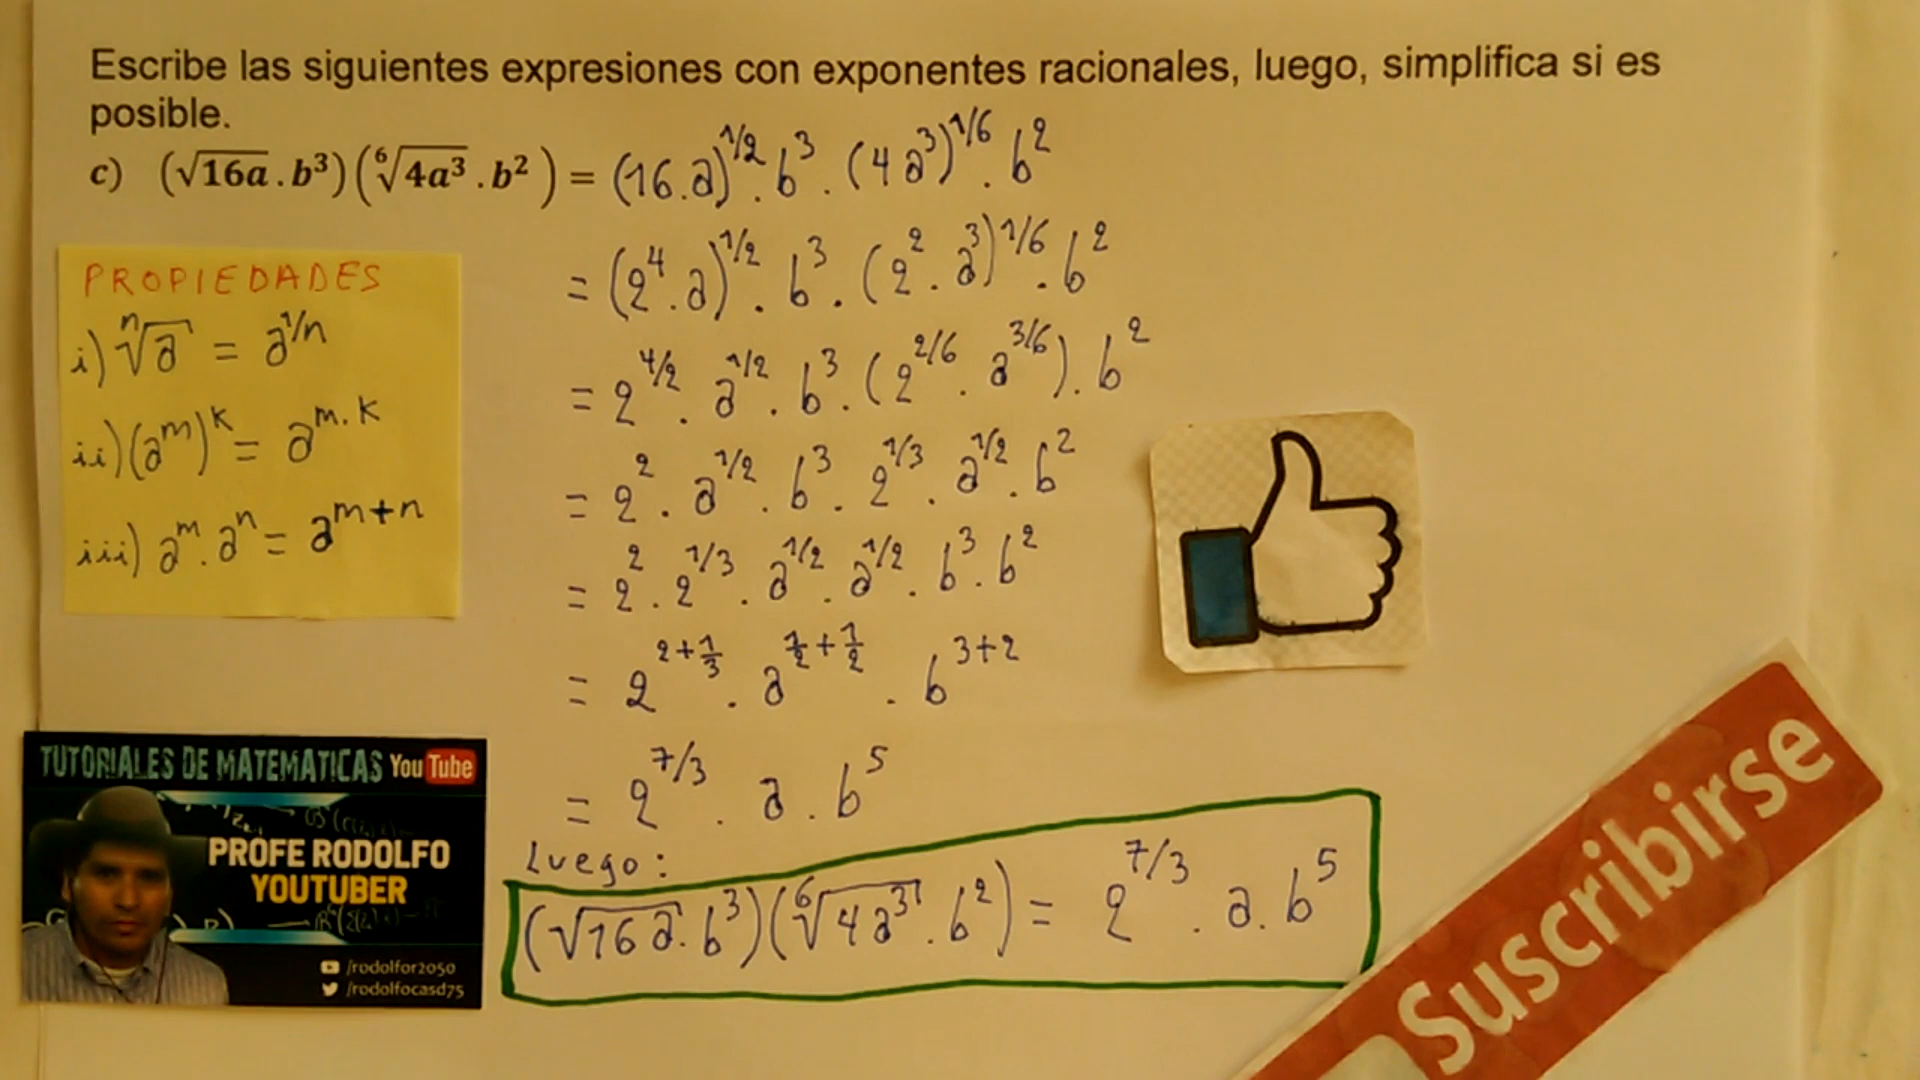 Escribe las siguientes expresiones con exponentes racionales, luego, simplifica si es
posible.
c) (√16a . b³)(⁶√4a³ . b²) = (16.a)^1/2 . b³ . (4a³)^1/6 . b²
= (2⁴ . a)^1/2 . b³ . (2² . a³)^1/6 . b²
= 2^4/2 . a^1/2 . b³ . (2^2/6 . a^3/6) . b²
= 2² . a^1/2 . b³ . 2^1/3 . a^1/2 . b²
= 2² . 2^1/3 . a^1/2 . a^1/2 . b³ . b²
= 2^2+1/3 . a^1/2+1/2 . b^3+2
= 2^7/3 . a . b⁵
Luego:
(√16a . b³)(⁶√4a³ . b²) = 2^7/3 . a . b⁵
PROPIEDADES
i) ⁿ√a = a^1/n
ii) (a^m)^k = a^m.k
iii) a^m . a^n = a^m+n
TUTORIALES DE MATEMATICAS YouTube
PROFE RODOLFO
YOUTUBER
/rodolfor2050
/rodolfocasd75
Suscribirse